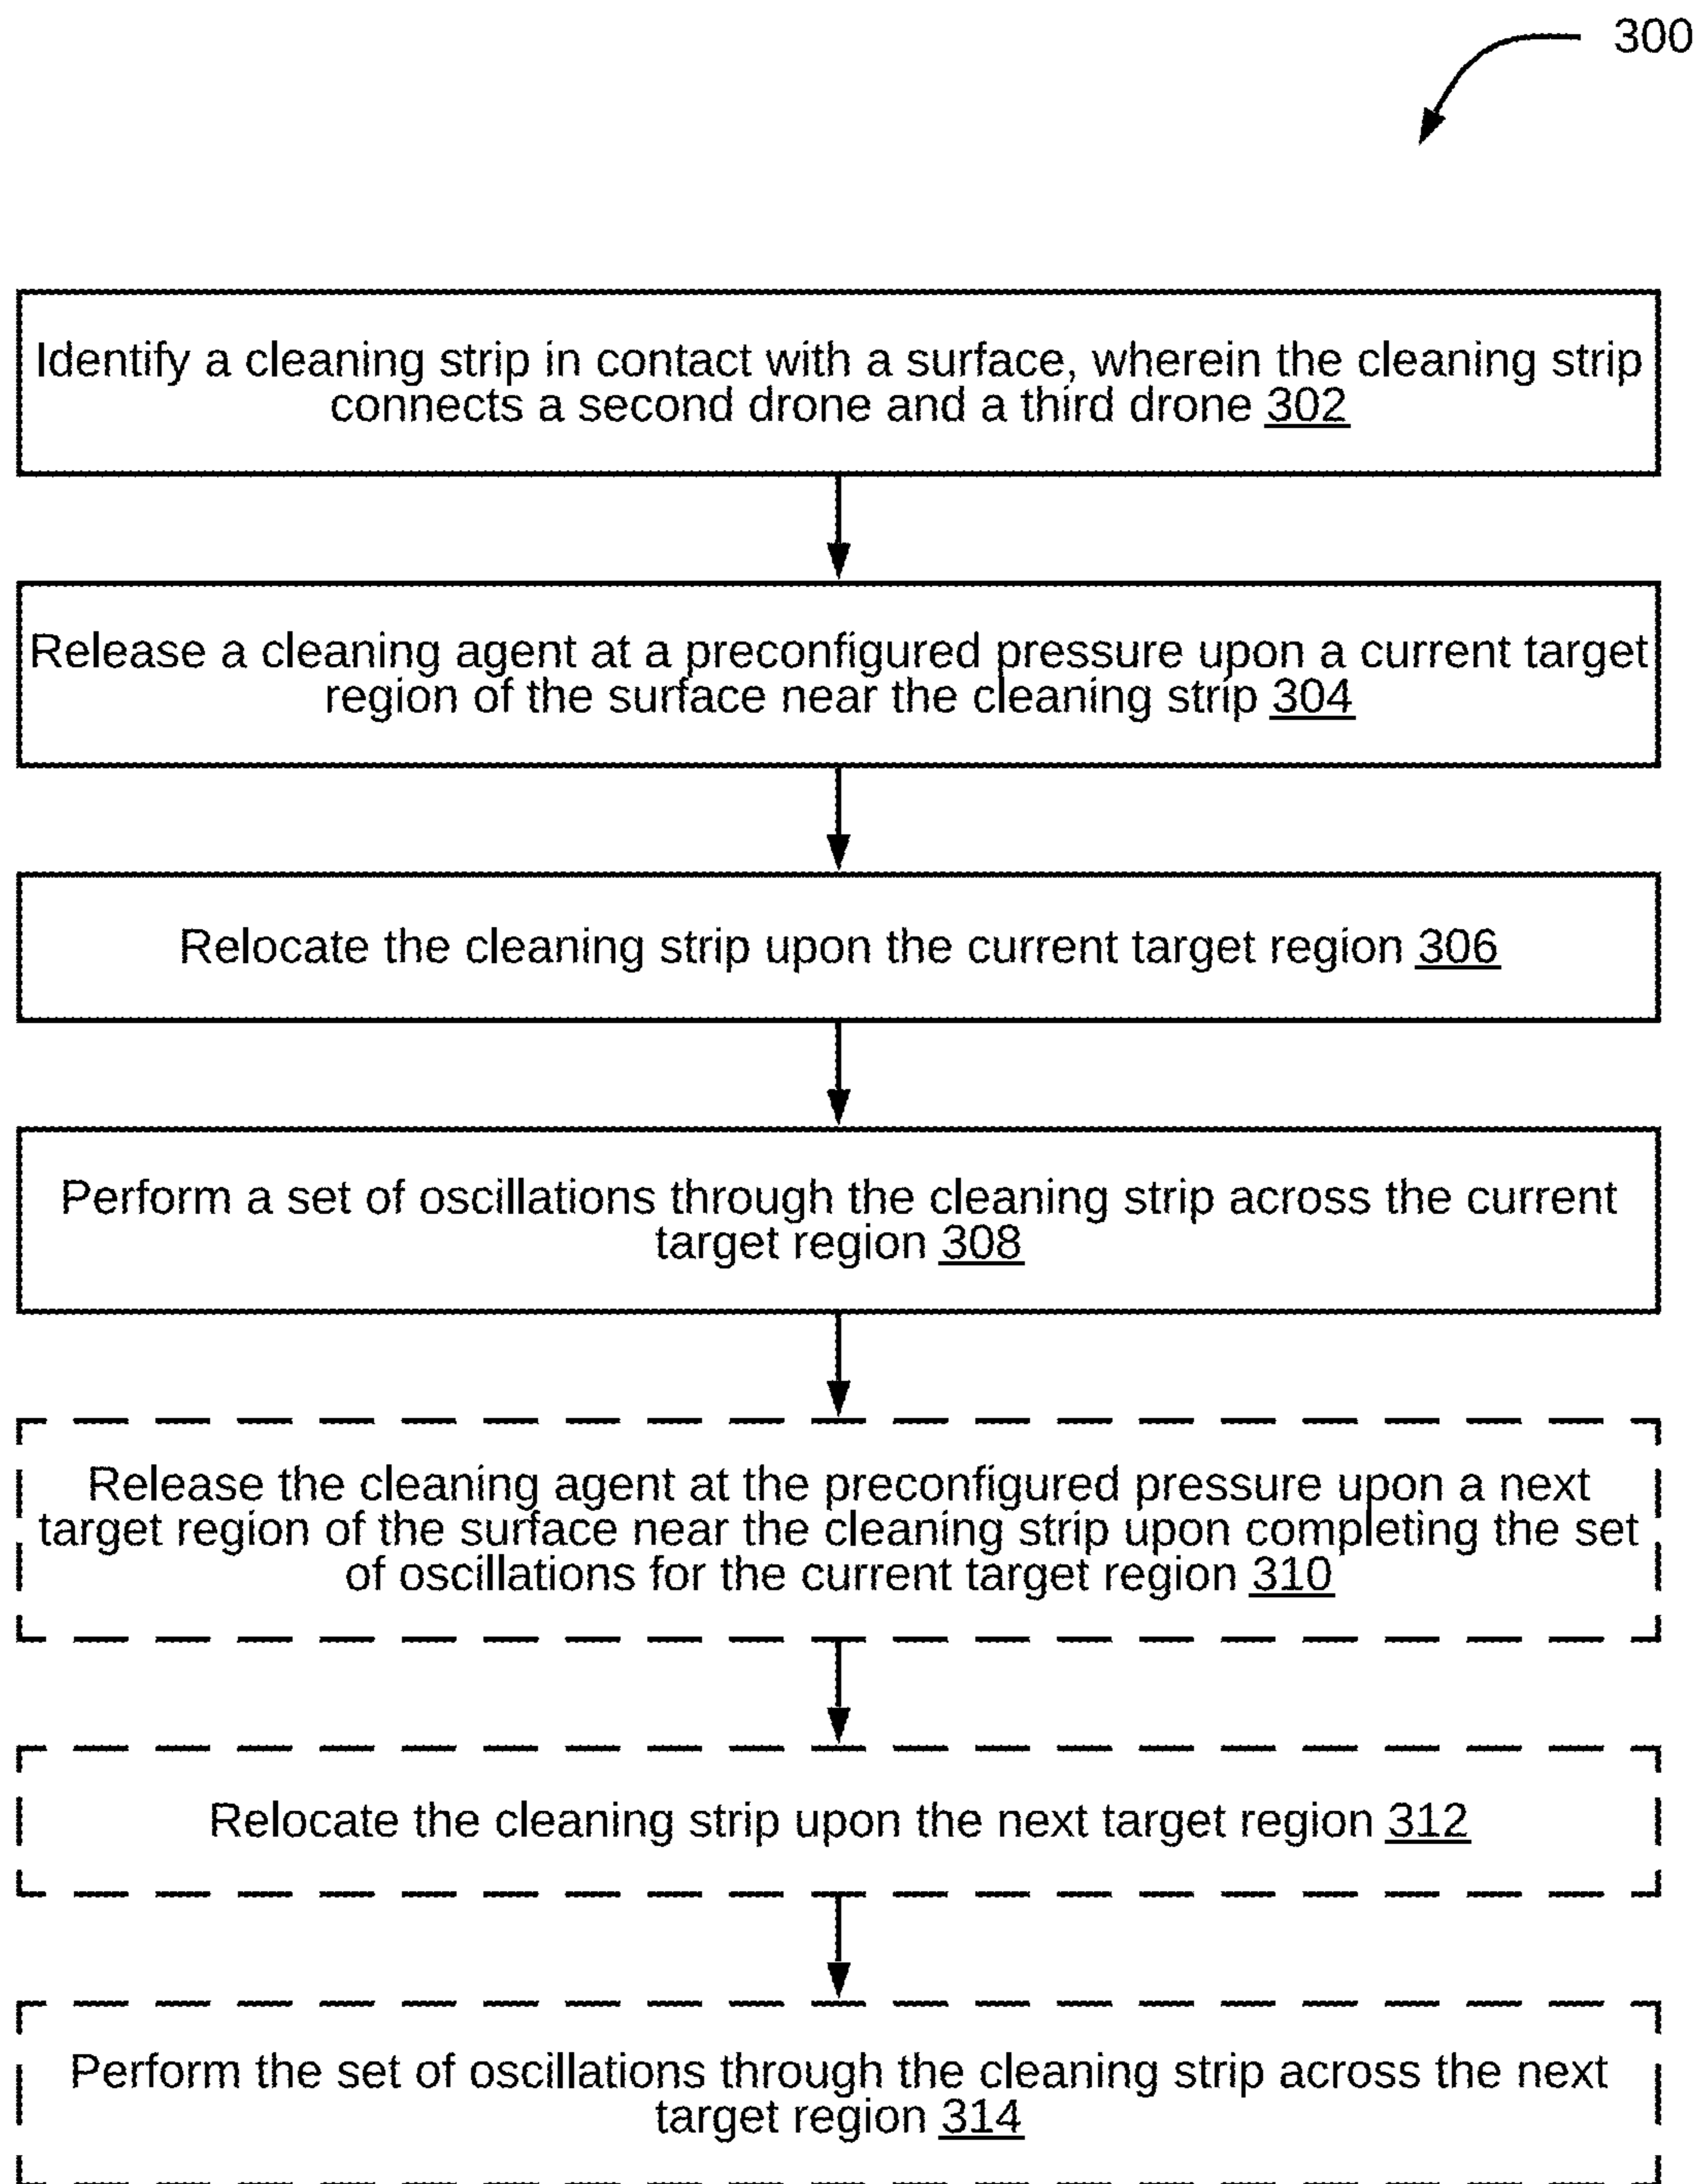 300
Identify a cleaning strip in contact with a surface, wherein the cleaning strip
connects a second drone and a third drone 302
Release a cleaning agent at a preconfigured pressure upon a current target
region of the surface near the cleaning strip 304
Relocate the cleaning strip upon the current target region 306
Perform a set of oscillations through the cleaning strip across the current
target region 308
Release the cleaning agent at the preconfigured pressure upon a next
target region of the surface near the cleaning strip upon completing the set
of oscillations for the current target region 310
Relocate the cleaning strip upon the next target region 312
Perform the set of oscillations through the cleaning strip across the next
target region 314